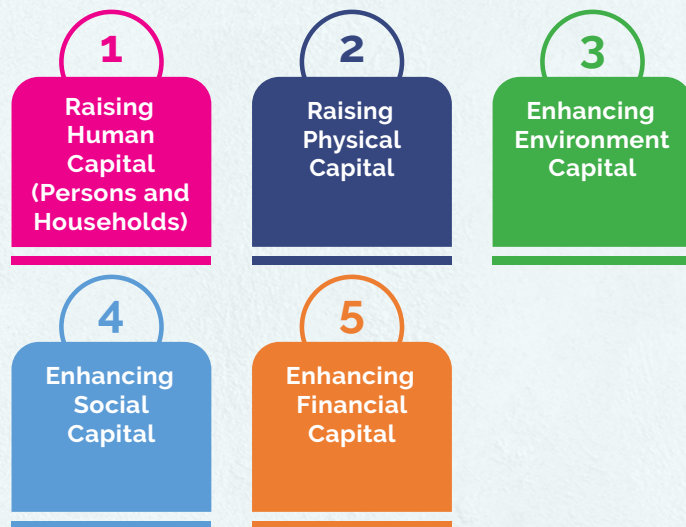 1
Raising
Human
Capital
(Persons and
Households)
2
Raising
Physical
Capital
3
Enhancing
Environment
Capital
4
Enhancing
Social
Capital
5
Enhancing
Financial
Capital